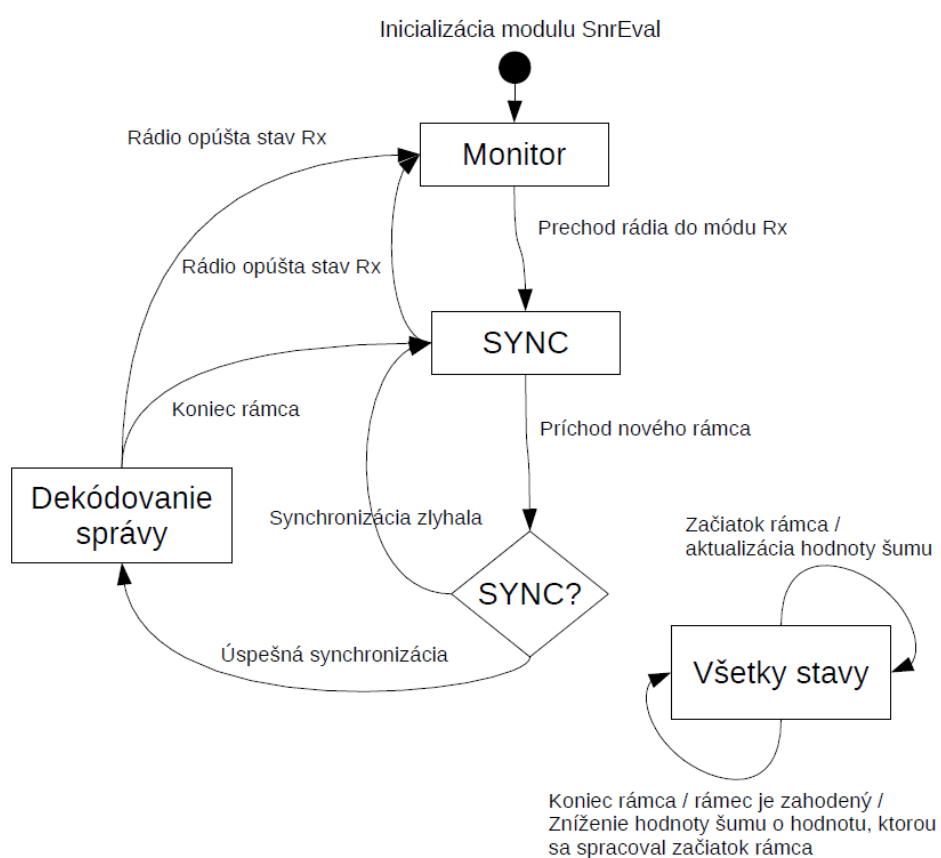 Inicializácia modulu SnrEval
Monitor
Rádio opúšta stav Rx
Prechod rádia do módu Rx
Rádio opúšta stav Rx
SYNC
Koniec rámca
Príchod nového rámca
Dekódovanie
správy
Synchronizácia zlyhala
SYNC?
Úspešná synchronizácia
Začiatok rámca /
aktualizácia hodnoty šumu
Všetky stavy
Koniec rámca / rámec je zahodený /
Zníženie hodnoty šumu o hodnotu, ktorou
sa spracoval začiatok rámca